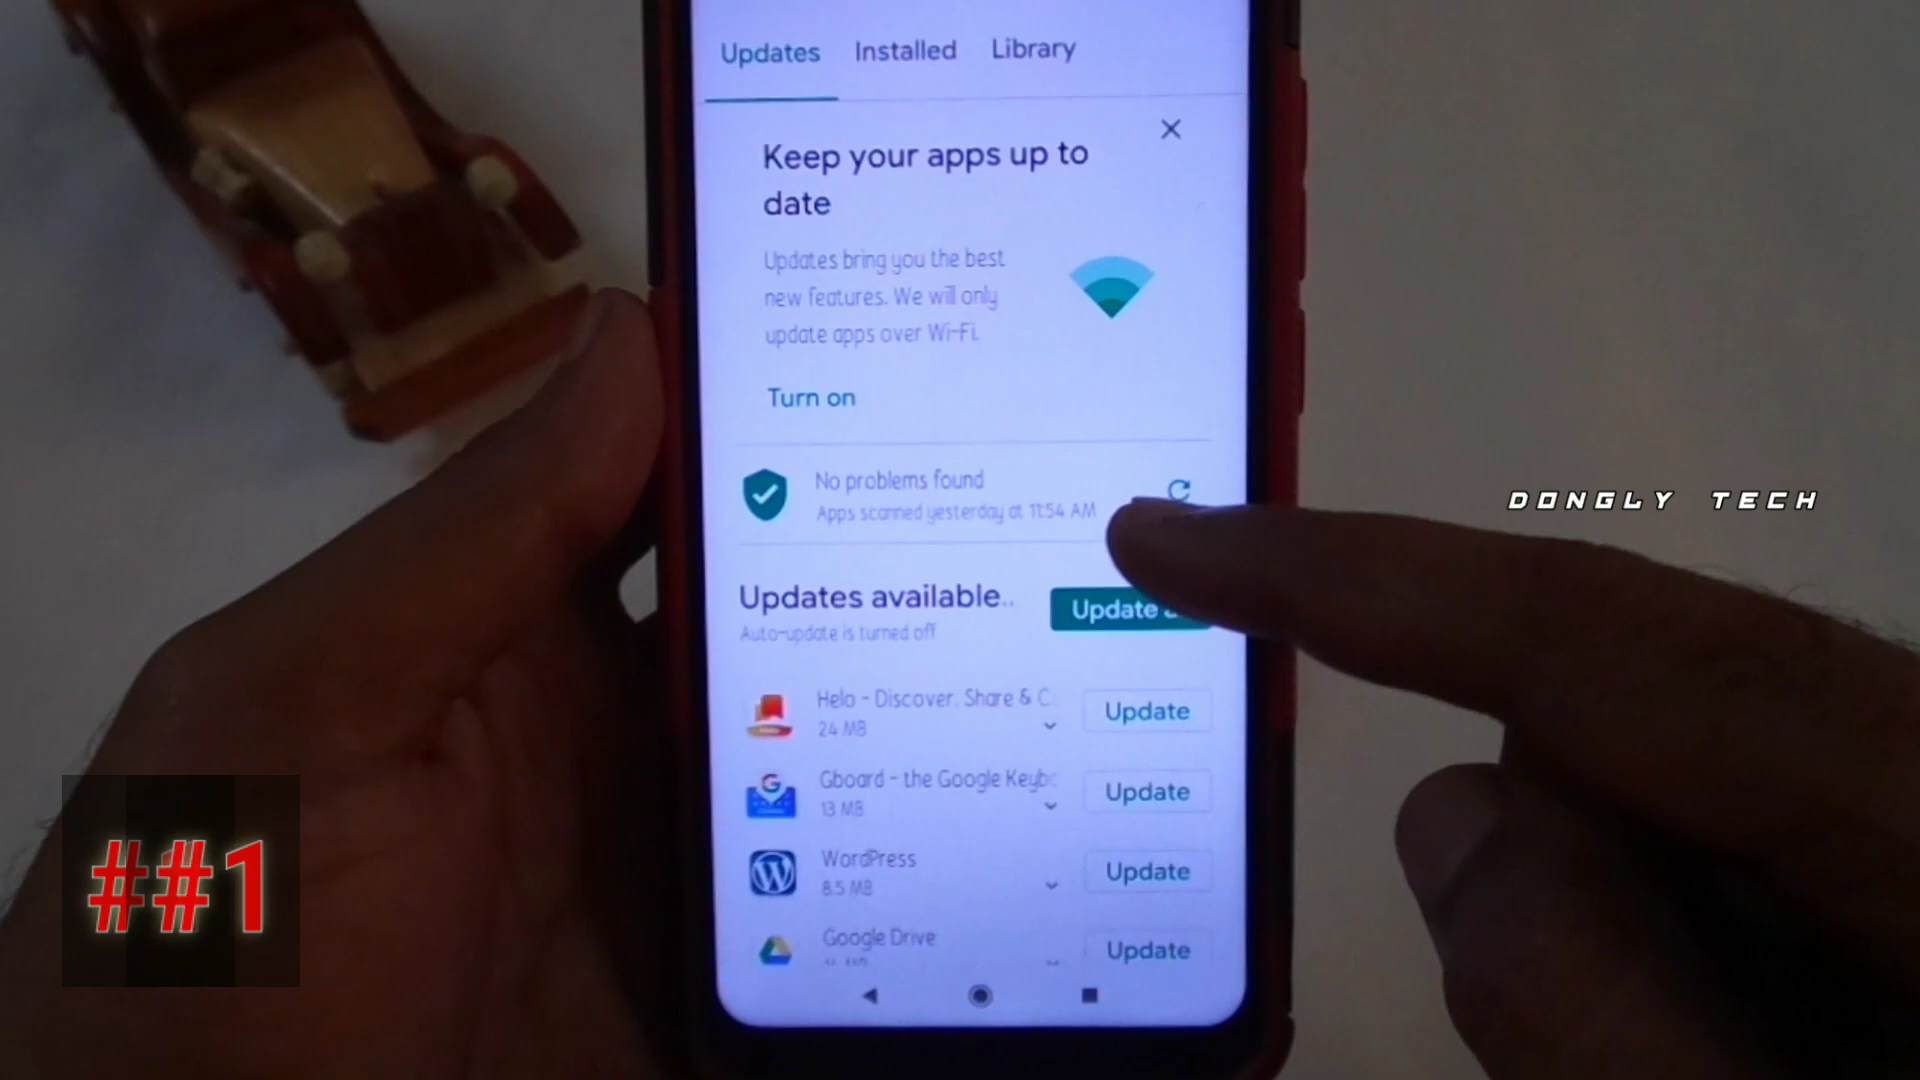 Updates Installed Library
Keep your apps up to
date
Updates bring you the best
new features. We will only
update apps over Wi-Fi.
Turn on
No problems found
Apps scanned yesterday at 11:54 AM
DONGLY TECH
Updates available..
Update
Auto-update is turned off
Helo - Discover, Share & C
24 MB
Update
Gboard - the Google Keybo
13 MB
Update
WordPress
8.5 MB
Update
Google Drive
Update
##1